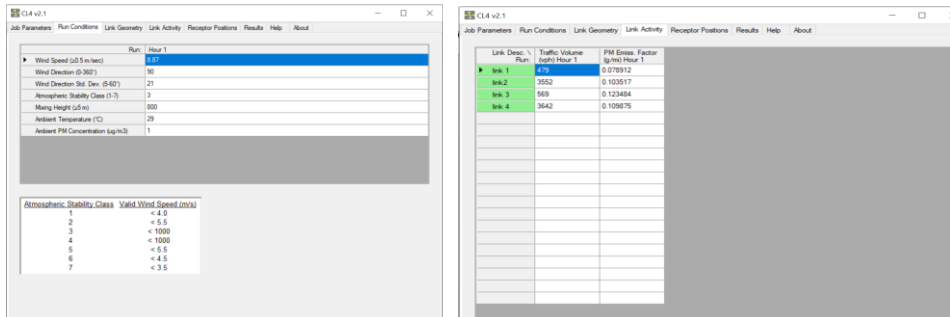 CL4 v2.1
Job Parameters Run Conditions Link Geometry Link Activity Receptor Positions Results Help About
Run: Hour 1
Wind Speed (≥0.5 m/sec) 8.87
Wind Direction (0-360°) 90
Wind Direction Std. Dev. (5-60°) 21
Atmospheric Stability Class (1-7) 3
Mixing Height (≥5 m) 800
Ambient Temperature (°C) 29
Ambient PM Concentration (ug/m3) 1
Atmospheric Stability Class Valid Wind Speed (m/s)
1 < 4.0
2 < 5.5
3 < 1000
4 < 1000
5 < 5.5
6 < 4.5
7 < 3.5
CL4 v2.1
Job Parameters Run Conditions Link Geometry Link Activity Receptor Positions Results Help About
Link Desc. \ Traffic Volume PM Emiss. Factor
Run: (vph) Hour 1 (g/mi) Hour 1
link 1 479 0.078912
link2 3552 0.103517
link 3 569 0.123484
link 4 3642 0.109875